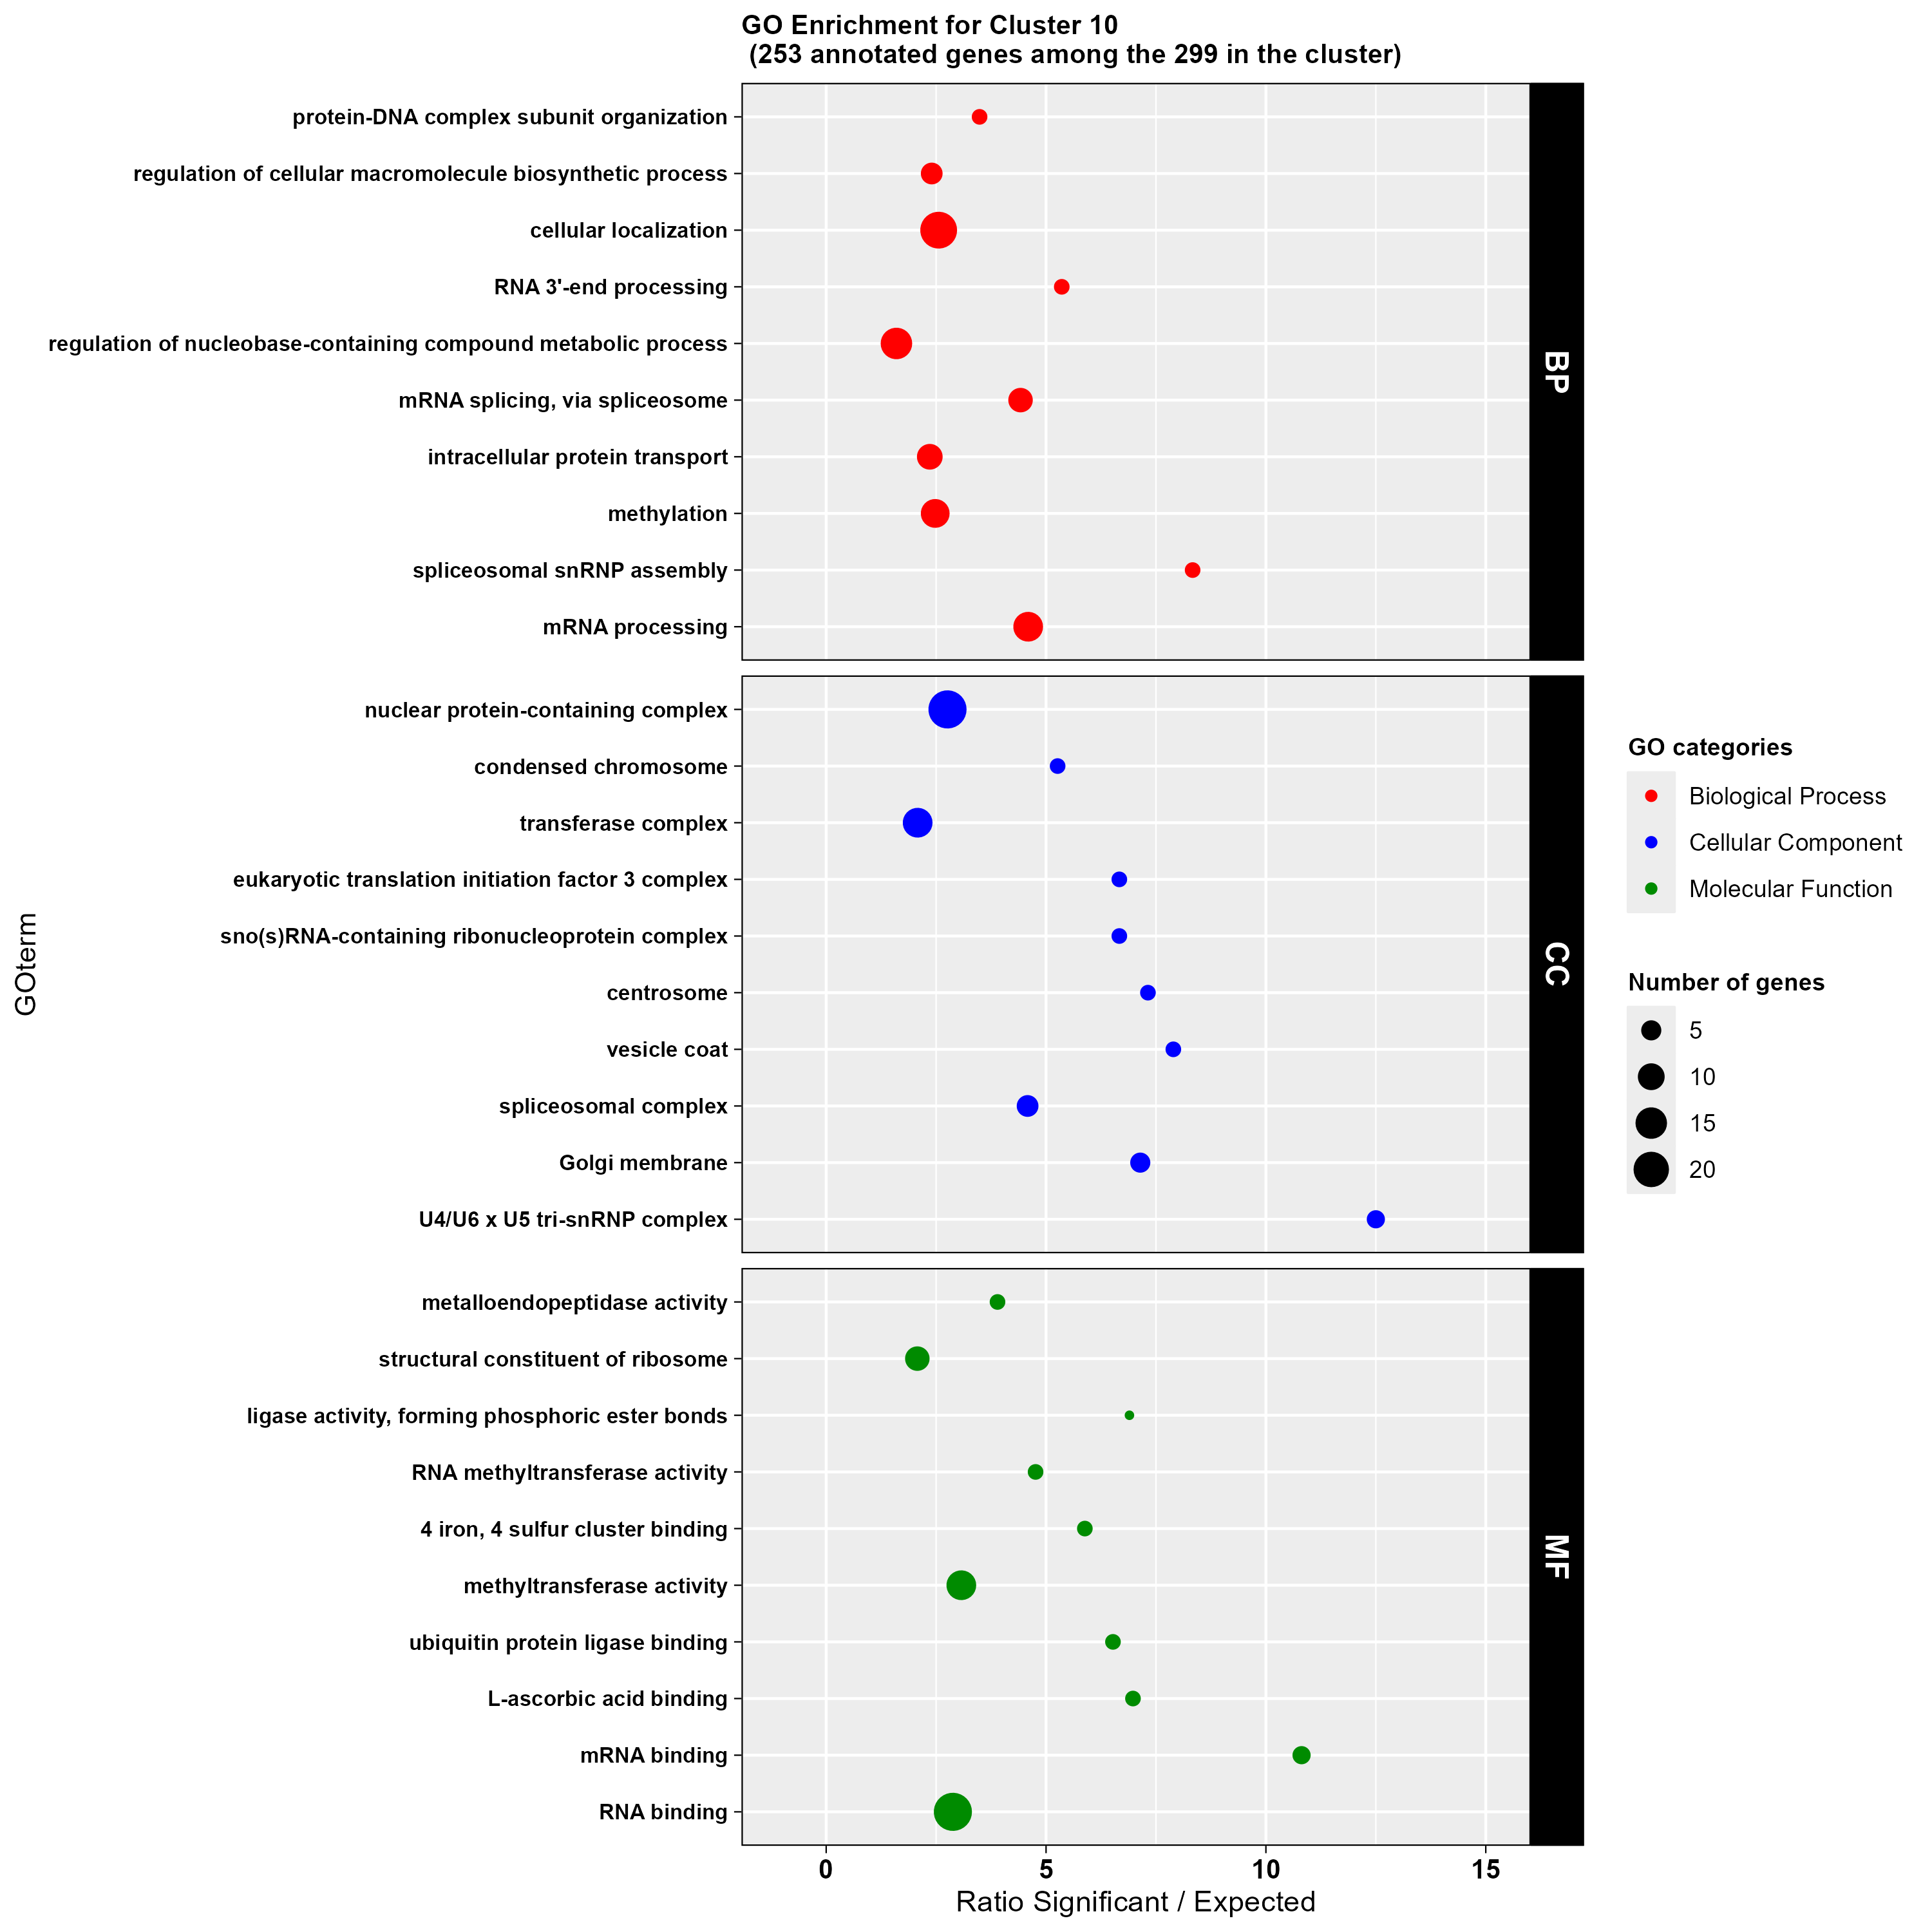 GO Enrichment for Cluster 10
(253 annotated genes among the 299 in the cluster)
protein-DNA complex subunit organization
regulation of cellular macromolecule biosynthetic process
cellular localization
RNA 3'-end processing
regulation of nucleobase-containing compound metabolic process
mRNA splicing, via spliceosome
intracellular protein transport
methylation
spliceosomal snRNP assembly
mRNA processing
BP
nuclear protein-containing complex
condensed chromosome
transferase complex
eukaryotic translation initiation factor 3 complex
sno(s)RNA-containing ribonucleoprotein complex
centrosome
vesicle coat
spliceosomal complex
Golgi membrane
U4/U6 x U5 tri-snRNP complex
CC
metalloendopeptidase activity
structural constituent of ribosome
ligase activity, forming phosphoric ester bonds
RNA methyltransferase activity
4 iron, 4 sulfur cluster binding
methyltransferase activity
ubiquitin protein ligase binding
L-ascorbic acid binding
mRNA binding
RNA binding
MF
GOterm
0
5
10
15
Ratio Significant / Expected
GO categories
Biological Process
Cellular Component
Molecular Function
Number of genes
5
10
15
20